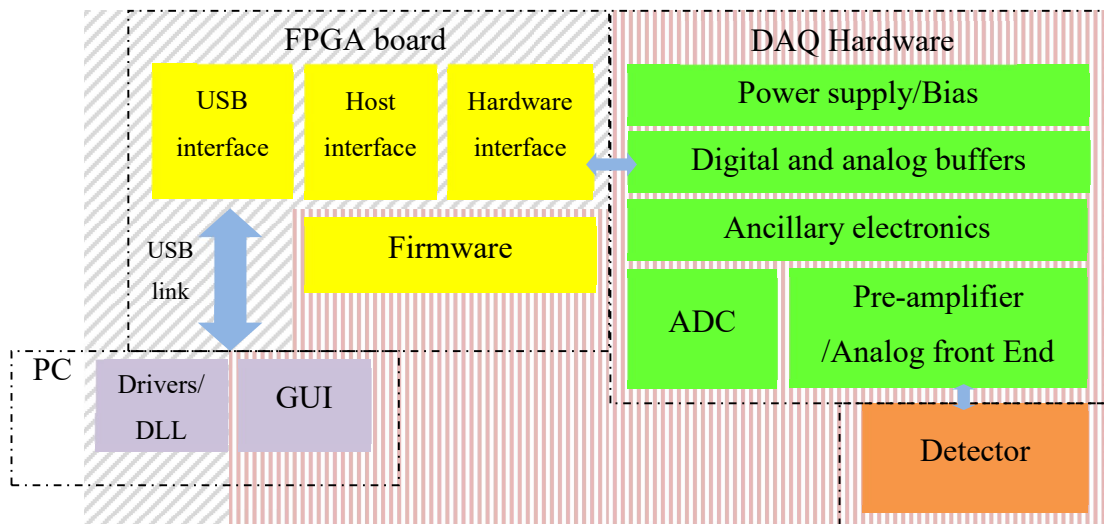 FPGA board
USB
interface
Host
interface
Hardware
interface
Firmware
USB
link
DAQ Hardware
Power supply/Bias
Digital and analog buffers
Ancillary electronics
ADC
Pre-amplifier
/Analog front End
PC
Drivers/
DLL
GUI
Detector